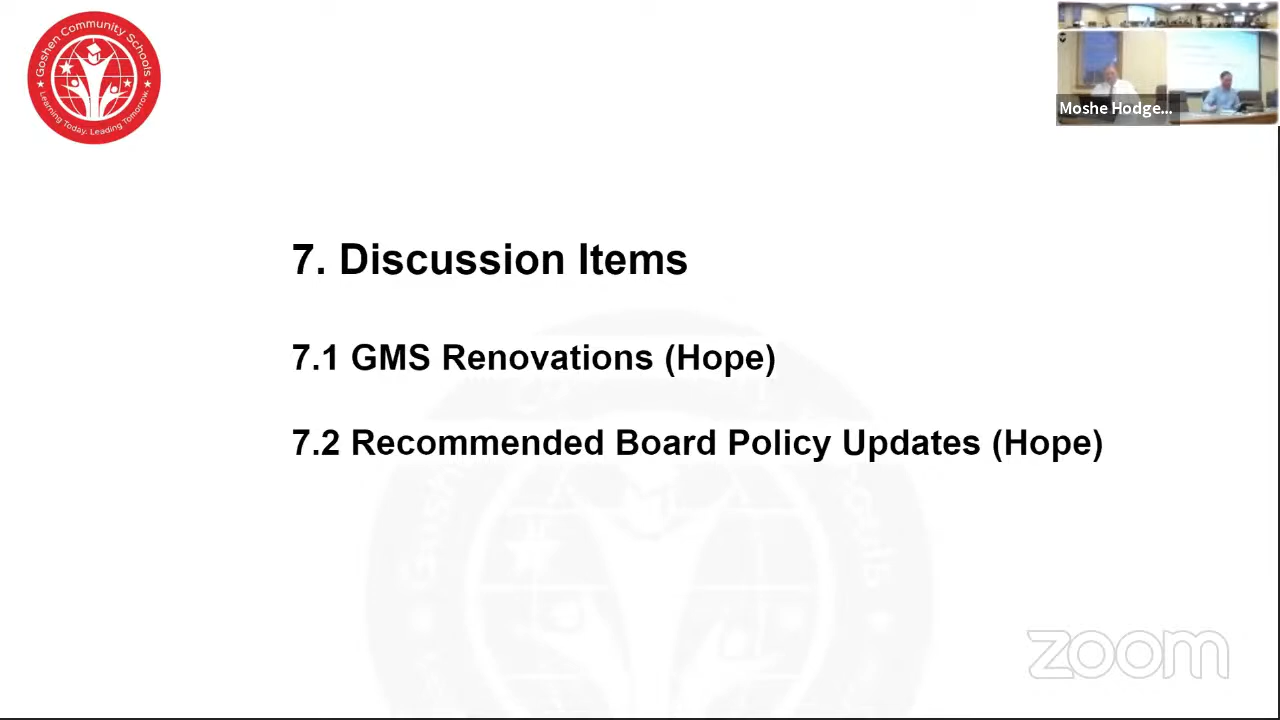 Goshen Community Schools
Learning Today. Leading Tomorrow.
Moshe Hodge...
7. Discussion Items
7.1 GMS Renovations (Hope)
7.2 Recommended Board Policy Updates (Hope)
zoom